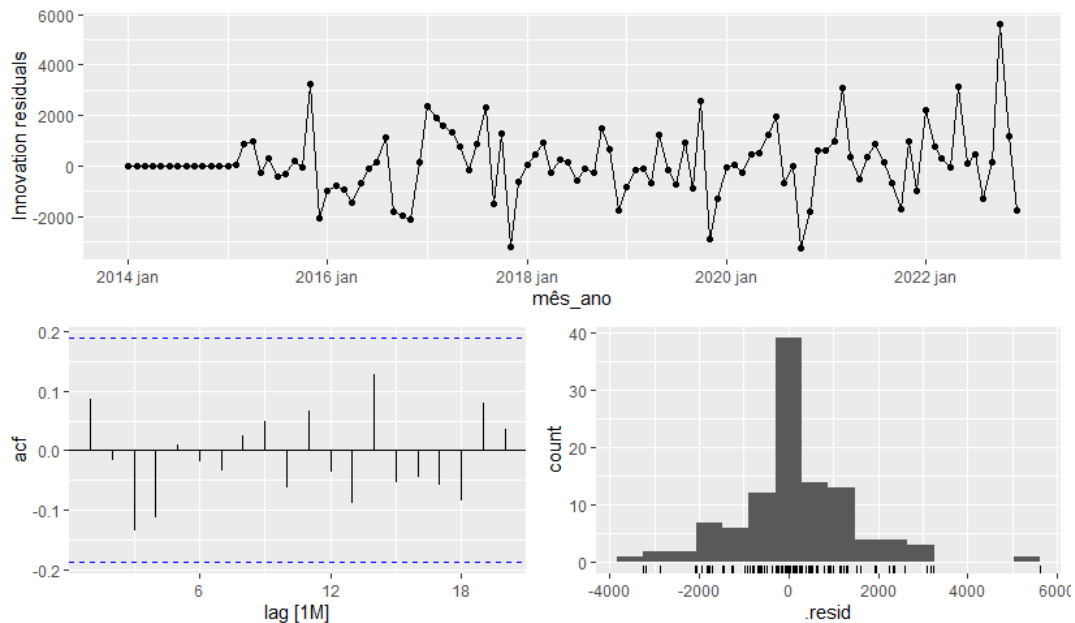 Innovation residuals
6000
4000
2000
0
-2000
2014 jan
2016 jan
2018 jan
2020 jan
2022 jan
mês_ano
acf
0.2
0.1
0.0
-0.1
-0.2
6
12
18
lag [1M]
count
40
30
20
10
0
-4000
-2000
0
2000
4000
6000
.resid